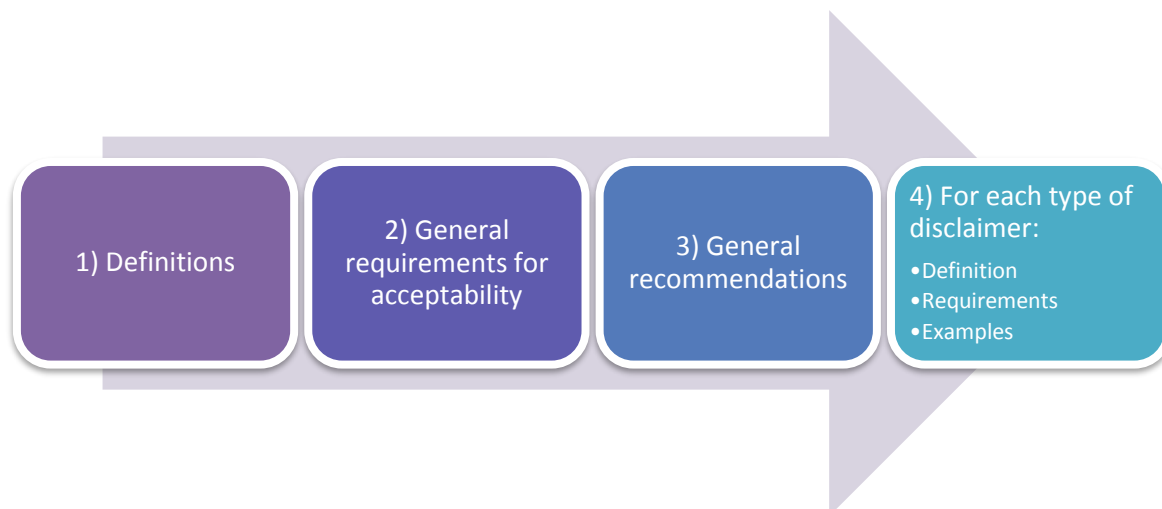 1) Definitions
2) General
requirements for
acceptability
3) General
recommendations
4) For each type of
disclaimer:
•Definition
•Requirements
•Examples